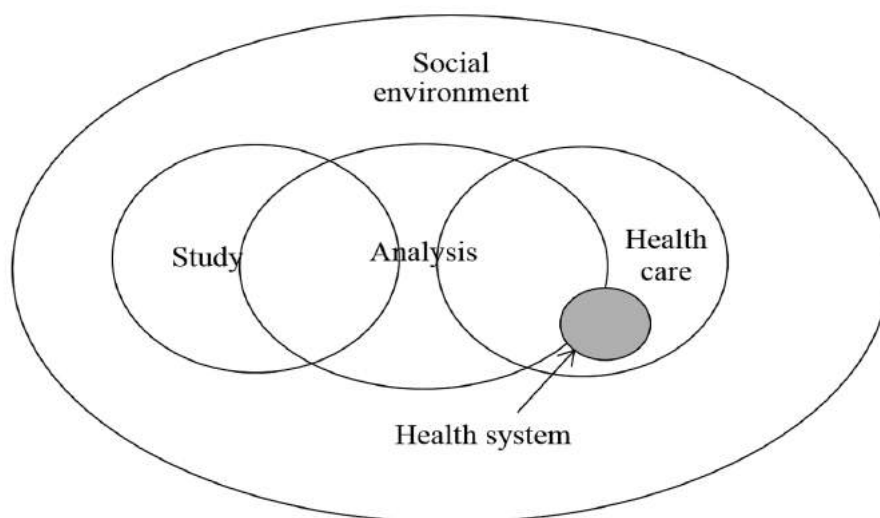 Social
environment
Study
Analysis
Health
care
Health system